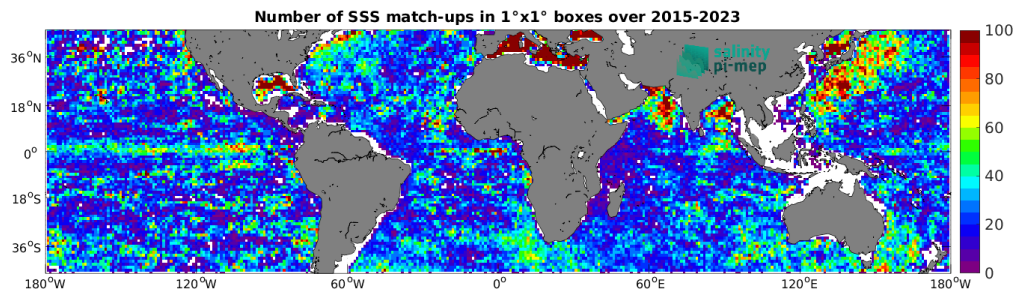 Number of SSS match-ups in 1°x1° boxes over 2015-2023
36°N
18°N
0°
18°S
36°S
180°W
120°W
60°W
0°
60°E
120°E
180°W
salinity
pi-mep
100
80
60
40
20
0